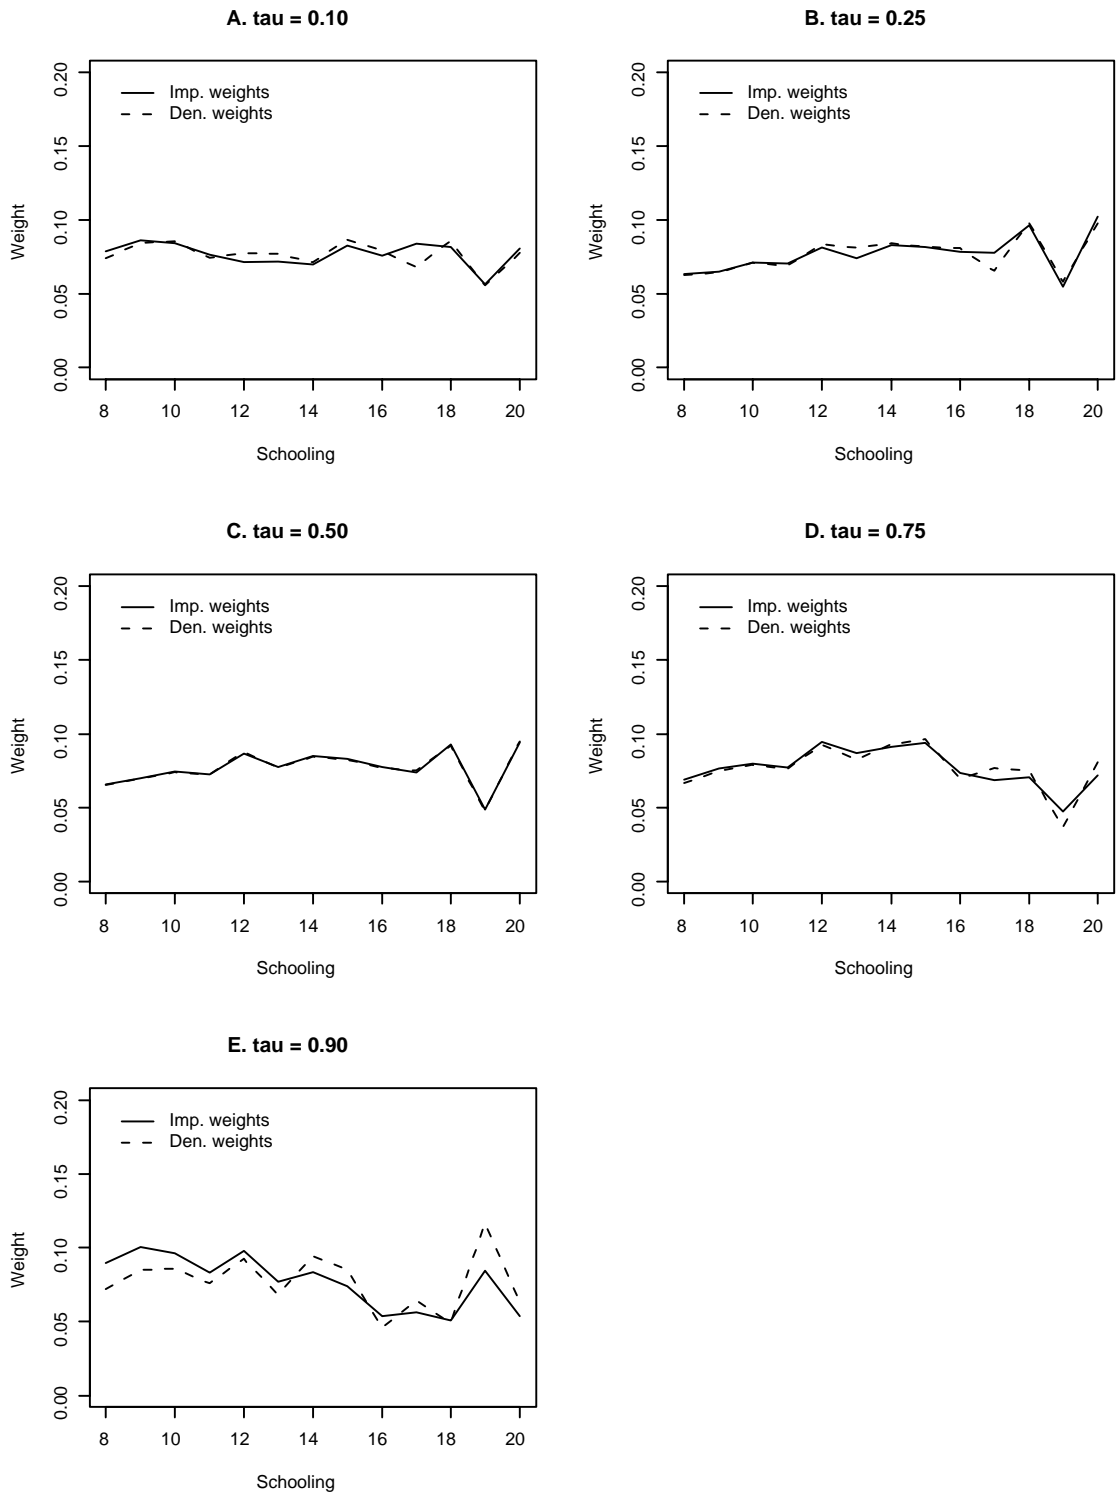 A. tau = 0.10
Weight
0.00 0.05 0.10 0.15 0.20
Imp. weights
Den. weights
8 10 12 14 16 18 20
Schooling
B. tau = 0.25
Weight
0.00 0.05 0.10 0.15 0.20
Imp. weights
Den. weights
8 10 12 14 16 18 20
Schooling
C. tau = 0.50
Weight
0.00 0.05 0.10 0.15 0.20
Imp. weights
Den. weights
8 10 12 14 16 18 20
Schooling
D. tau = 0.75
Weight
0.00 0.05 0.10 0.15 0.20
Imp. weights
Den. weights
8 10 12 14 16 18 20
Schooling
E. tau = 0.90
Weight
0.00 0.05 0.10 0.15 0.20
Imp. weights
Den. weights
8 10 12 14 16 18 20
Schooling